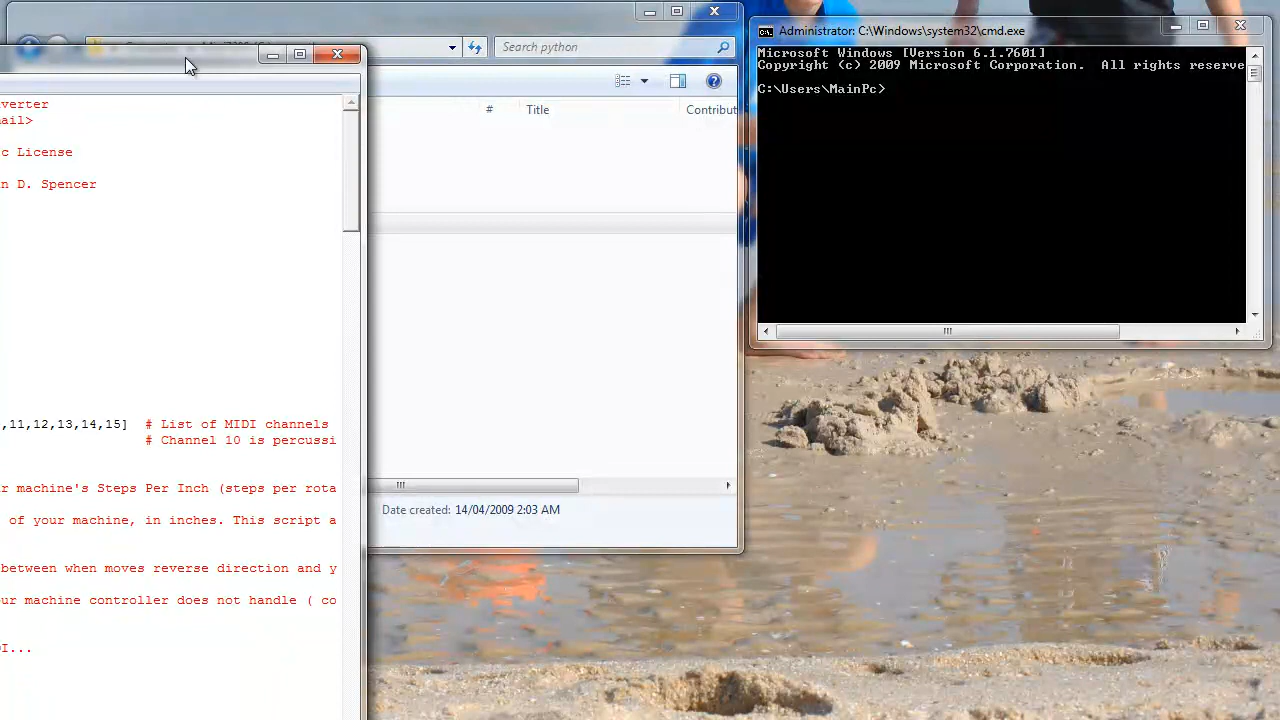 Search python
verter
ail>
c License
n D. Spencer
,11,12,13,14,15]  # List of MIDI channels
# Channel 10 is percussi
r machine's Steps Per Inch (steps per rota
of your machine, in inches. This script a
between when moves reverse direction and y
ur machine controller does not handle ( co
I...
# Title Contribut
Date created: 14/04/2009 2:03 AM
Administrator: C:\Windows\system32\cmd.exe
Microsoft Windows [Version 6.1.7601]
Copyright (c) 2009 Microsoft Corporation.  All rights reserve
C:\Users\MainPc>